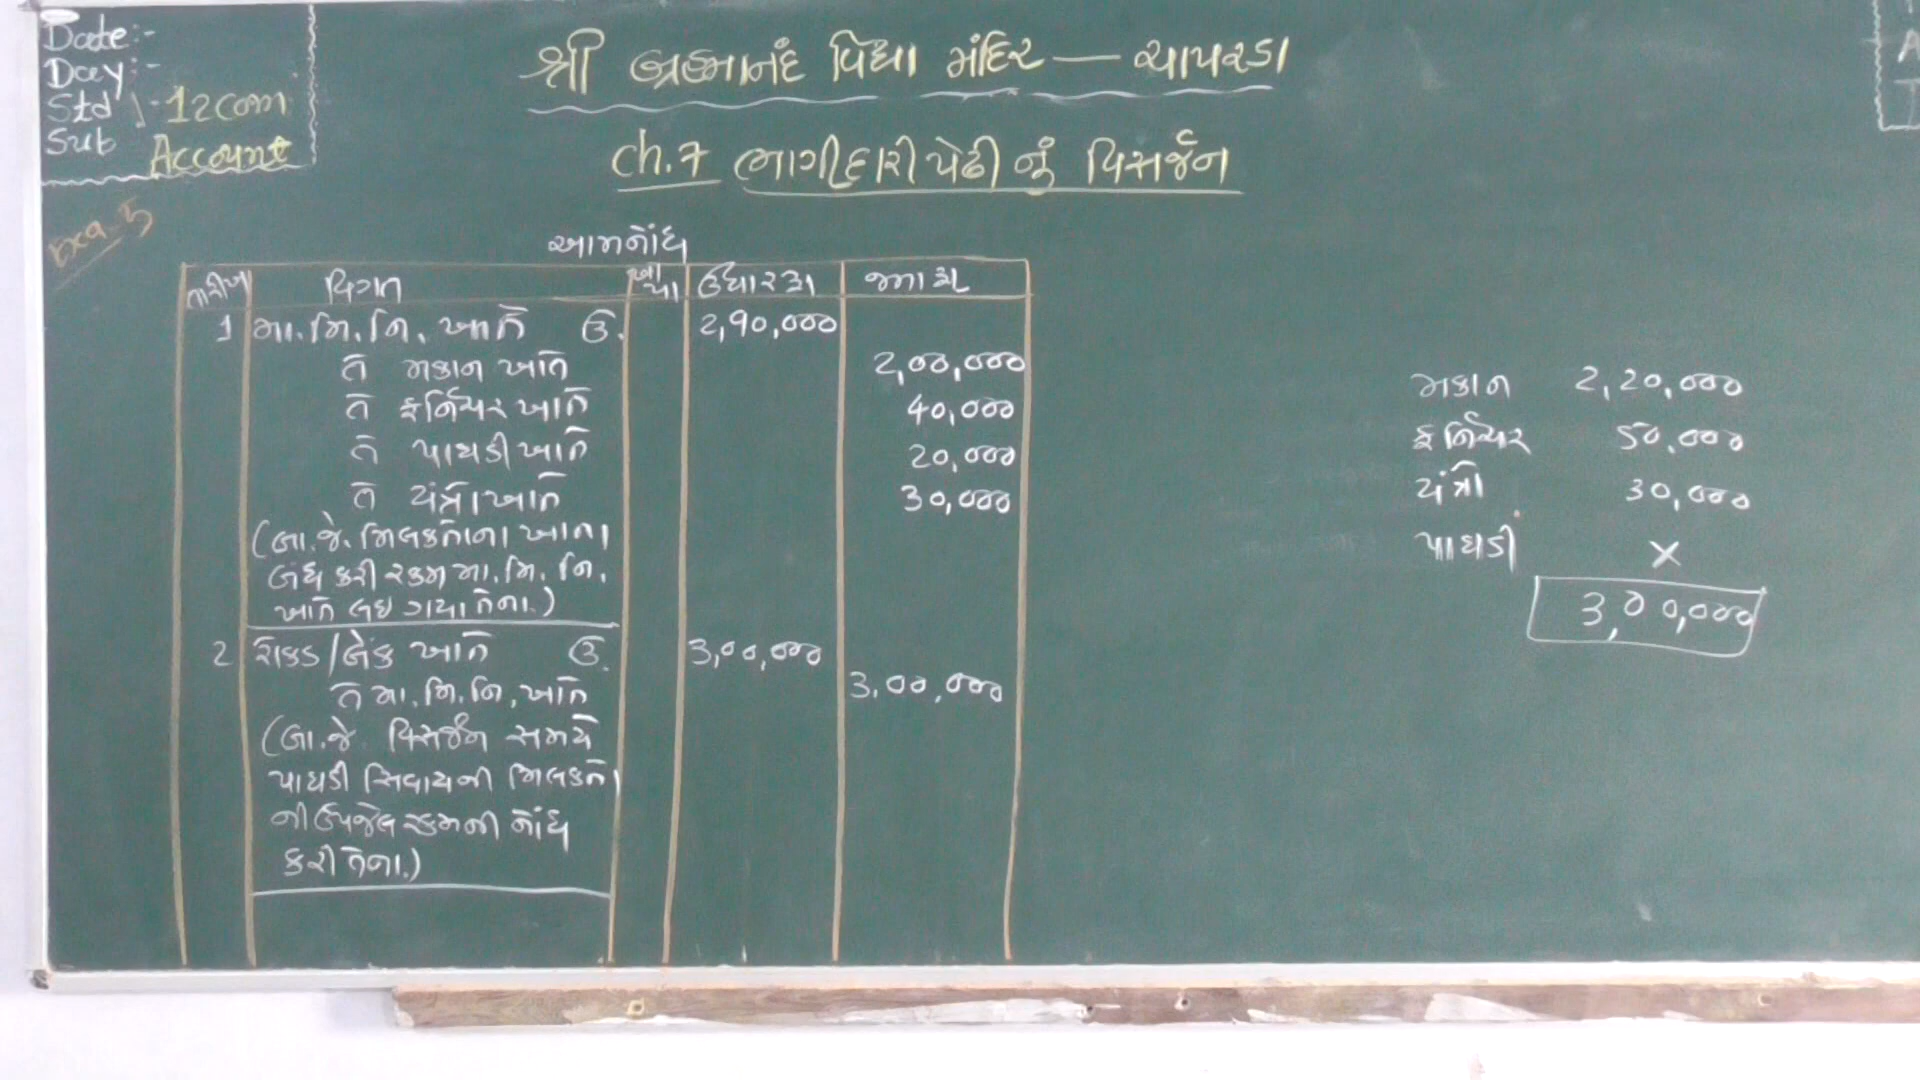 Date:-
Day:-
Std :- 12 com
Sub Account
શ્રી બ્રહ્માનંદ વિદ્યા મંદિર — ચાપરડા
Ch.7 ભાગીદારી પેઢીનું વિસર્જન
Exa-5
આમનોંધ
તારીખ વિગત ખા પા ઉધાર રૂા જમા રૂા
1 મા. મિ. નિ. ખાતે ઉ. 2,90,000
તે મકાન ખાતે 2,00,000
તે ફર્નિચર ખાતે 40,000
તે પાઘડી ખાતે 20,000
તે યંત્રો ખાતે 30,000
(બા.જે. મિલકતોના ખાતા
બંધ કરી રકમ મા. મિ. નિ.
ખાતે લઇ ગયા તેના.)
2 રોકડ/બેંક ખાતે ઉ. 3,00,000
તે મા. મિ. નિ. ખાતે 3,00,000
(બા.જે. વિસર્જન સમયે
પાઘડી સિવાયની મિલકતો
ની ઉપજેલ રકમની નોંધ
કરી તેના.)
મકાન 2,20,000
ફર્નિચર 50,000
યંત્રો 30,000
પાઘડી X
3,00,000